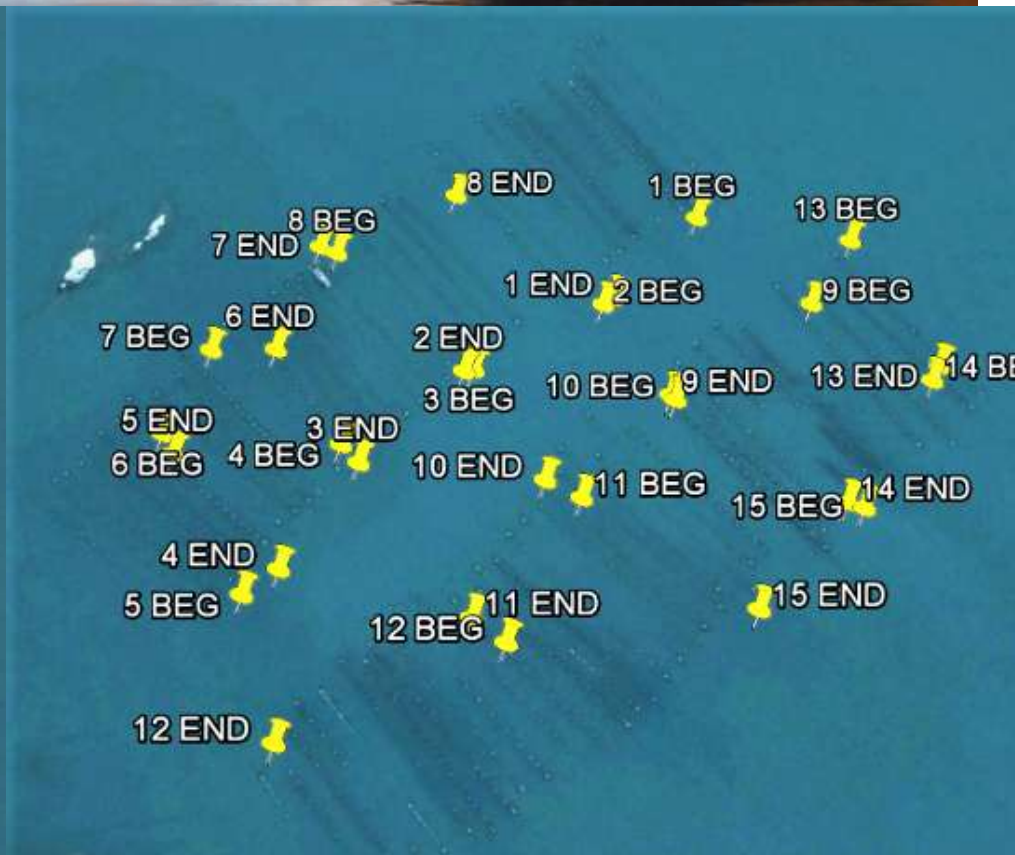 8 END
1 BEG
13 BEG
8 BEG
7 END
1 END
2 BEG
9 BEG
6 END
7 BEG
2 END
14 BE
13 END
10 BEG
9 END
3 BEG
5 END
3 END
4 BEG
6 BEG
10 END
11 BEG
14 END
15 BEG
4 END
5 BEG
15 END
11 END
12 BEG
12 END